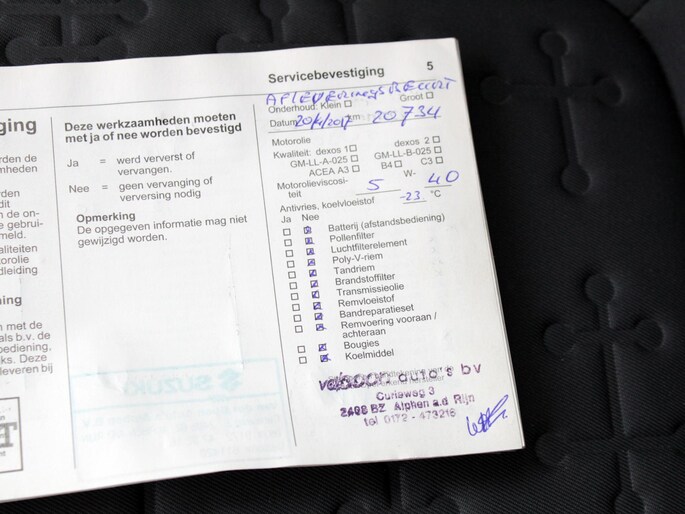 Servicebevestiging 5
AFLEVERINGSBEURT
Onderhoud: Klein ☐ Groot ☐
Datum 20/4/2017 km 20734
Motorolie
Kwaliteit: dexos 1 ☐ dexos 2 ☐
GM-LL-A-025 ☐ GM-LL-B-025 ☐
ACEA A3 ☐ B4 ☐ C3 ☐
Motorolieviscosi-
teit 5 W- 40
Antivries, koelvloeistof -23 °C
Ja Nee
☐ ☒ Batterij (afstandsbediening)
☐ ☒ Pollenfilter
☐ ☒ Luchtfilterelement
☐ ☒ Poly-V-riem
☐ ☒ Tandriem
☐ ☒ Brandstoffilter
☐ ☒ Transmissieolie
☐ ☒ Remvloeistof
☐ ☒ Bandreparatieset
☐ ☒ Remvoering vooraan /
achteraan
☐ ☒ Bougies
☐ ☒ Koelmiddel
auto's bv
Curieweg 3
2408 BZ Alphen a.d Rijn
tel 0172 - 473216
Deze werkzaamheden moeten
met ja of nee worden bevestigd
Ja = werd ververst of
vervangen.
Nee = geen vervanging of
verversing nodig
Opmerking
De opgegeven informatie mag niet
gewijzigd worden.
SUZUKI
ging
rden de
mheden
rden
dit
n de on-
e gebrui-
meld.
aliteiten
otorolie
dleiding
ning
n met de
als b.v. de
bediening,
ks. Deze
leveren bij